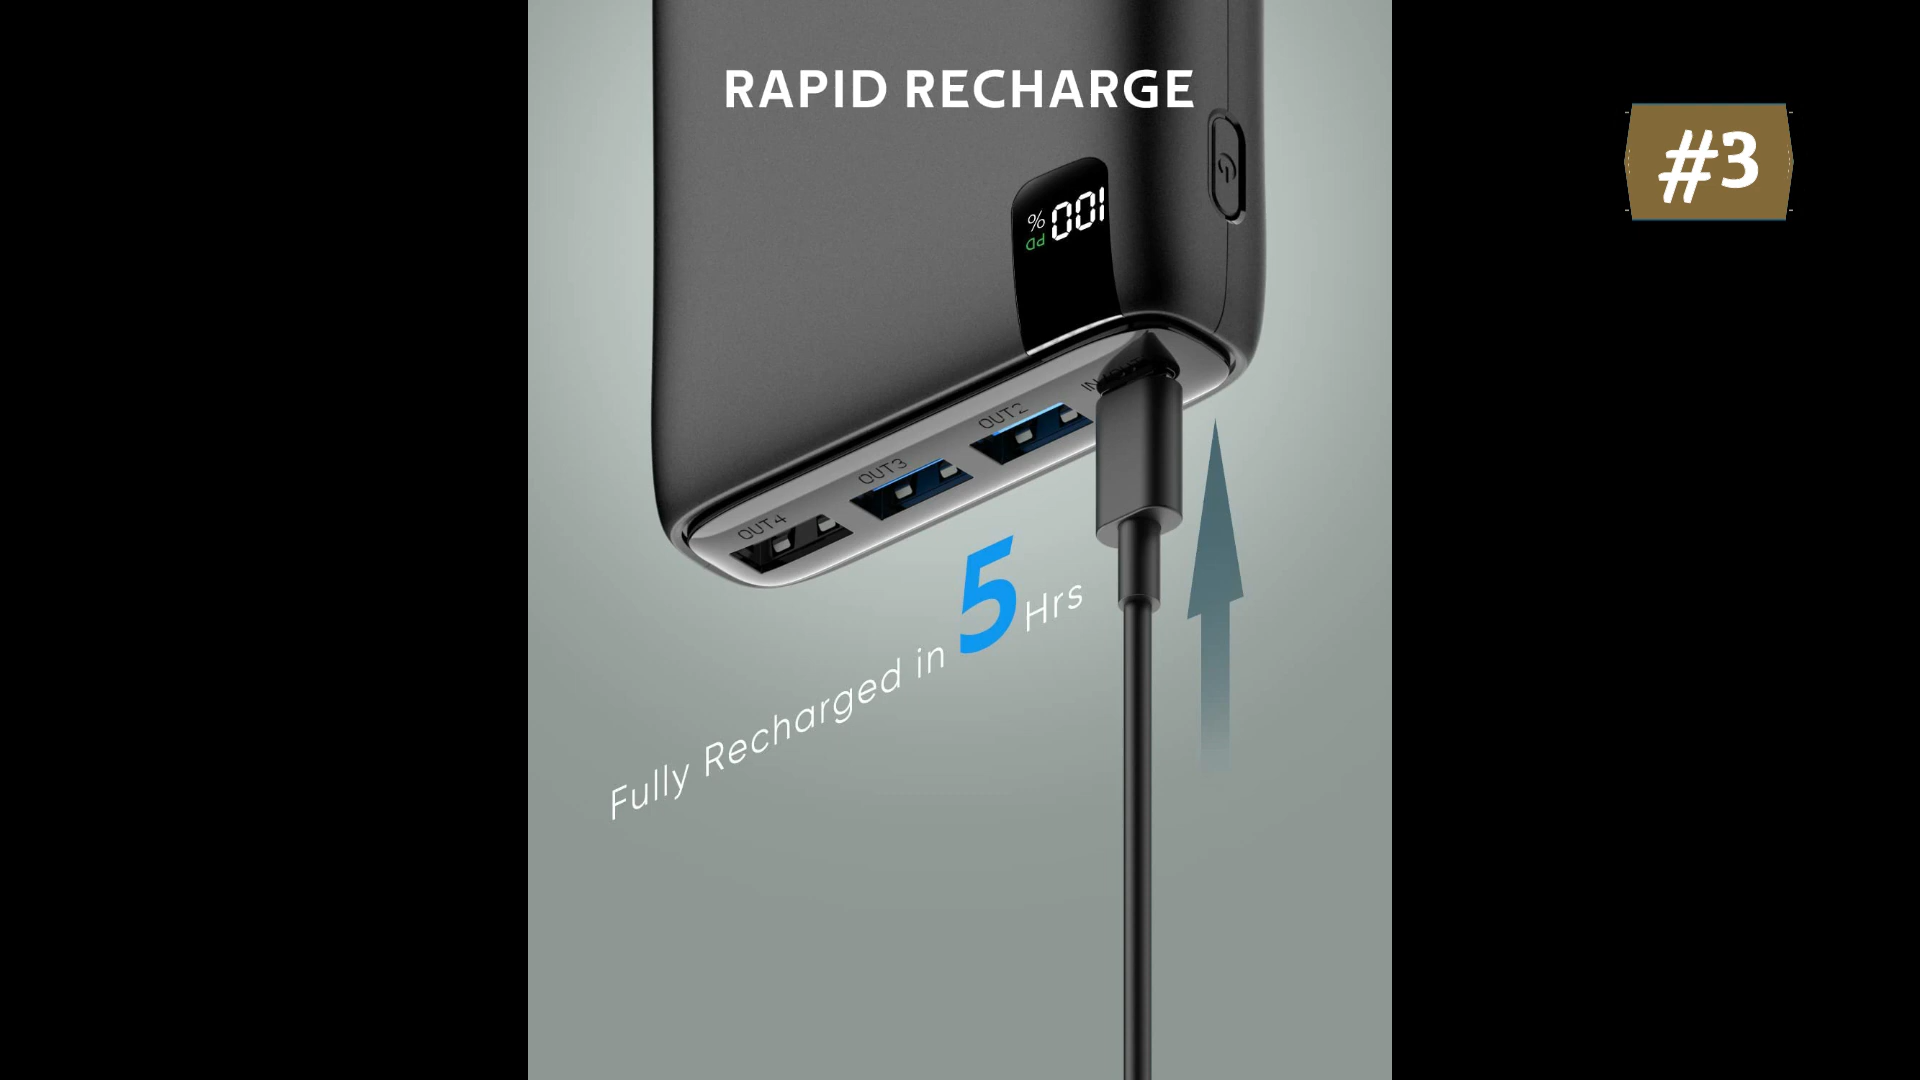 RAPID RECHARGE
#3
100
%
PD
OUT2
OUT3
OUT4
Fully Recharged in 5 Hrs